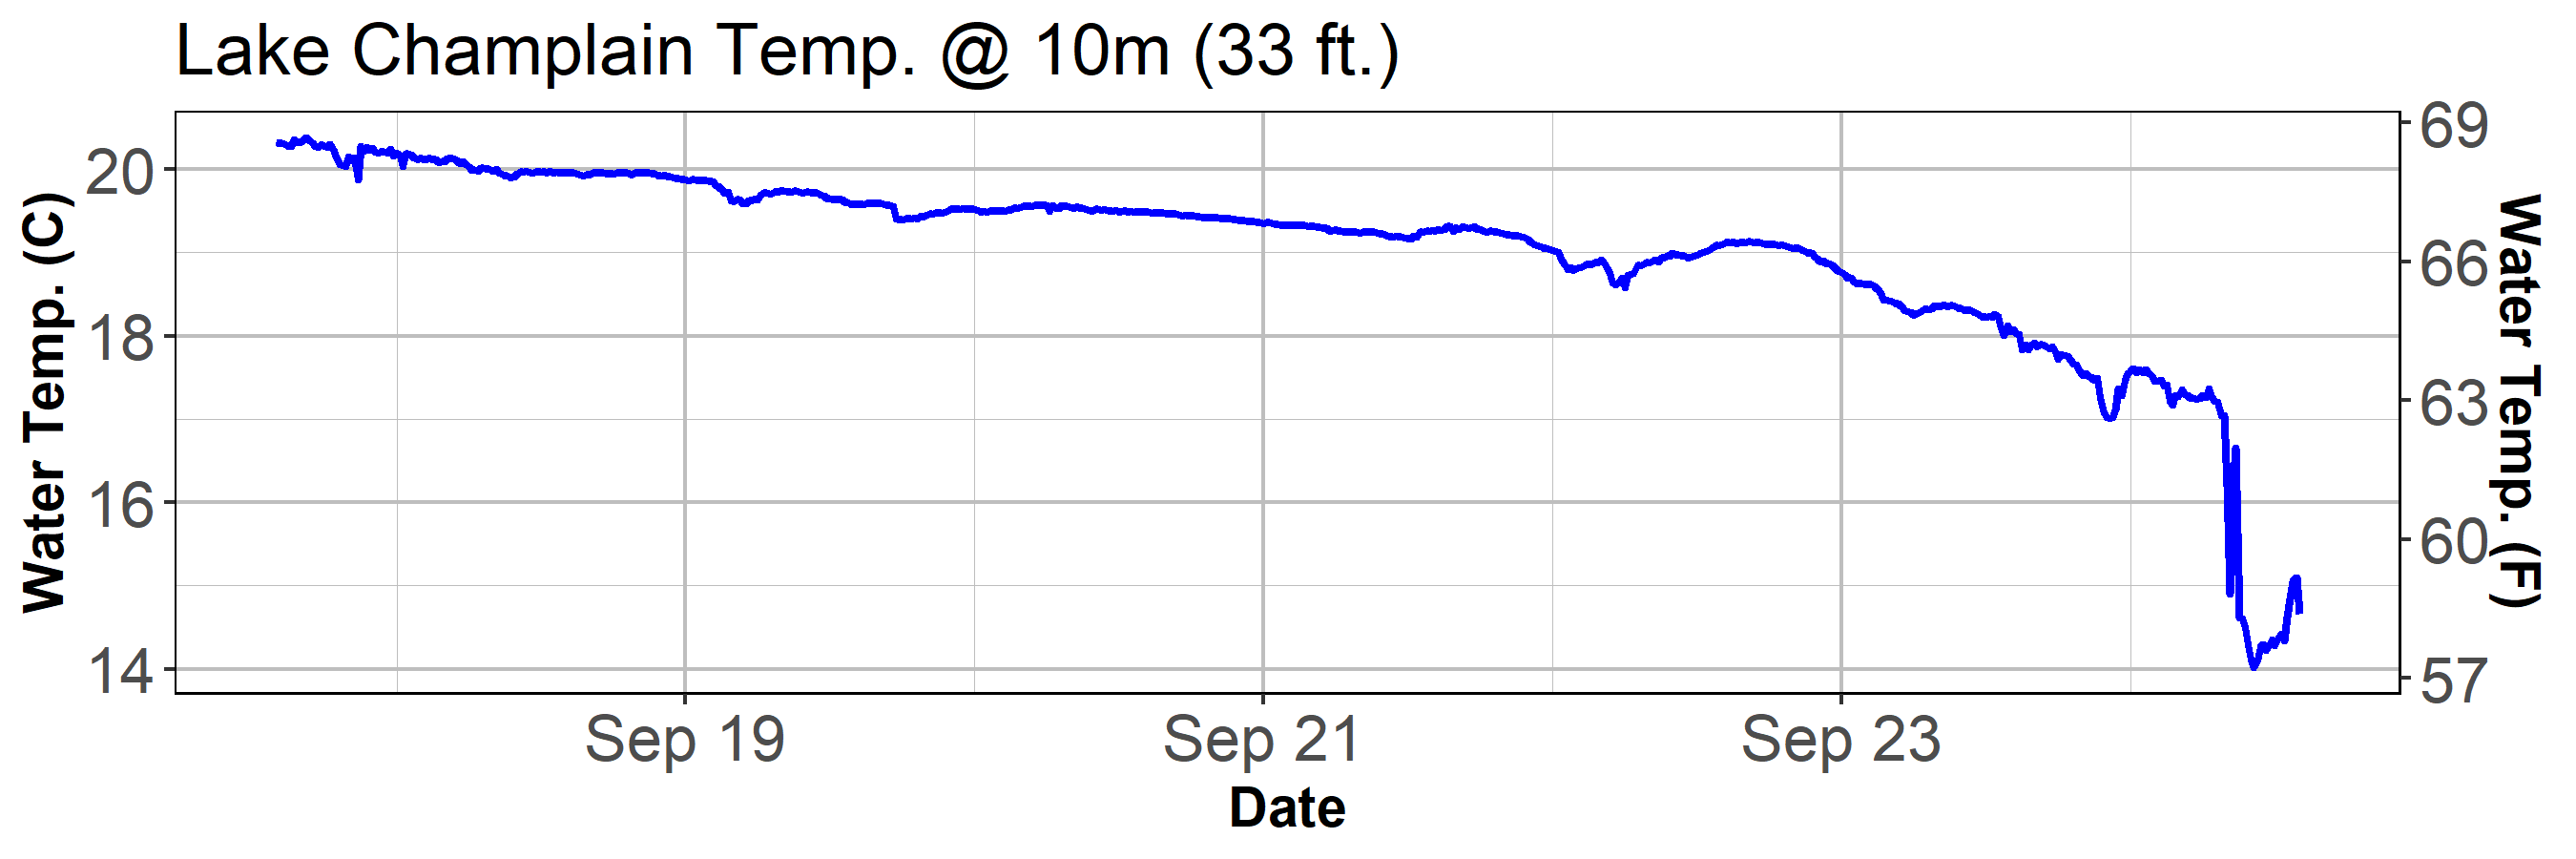 Lake Champlain Temp. @ 10m (33 ft.)
Water Temp. (C)
20
18
16
14
69
66
63
60
57
Water Temp. (F)
Sep 19
Sep 21
Sep 23
Date